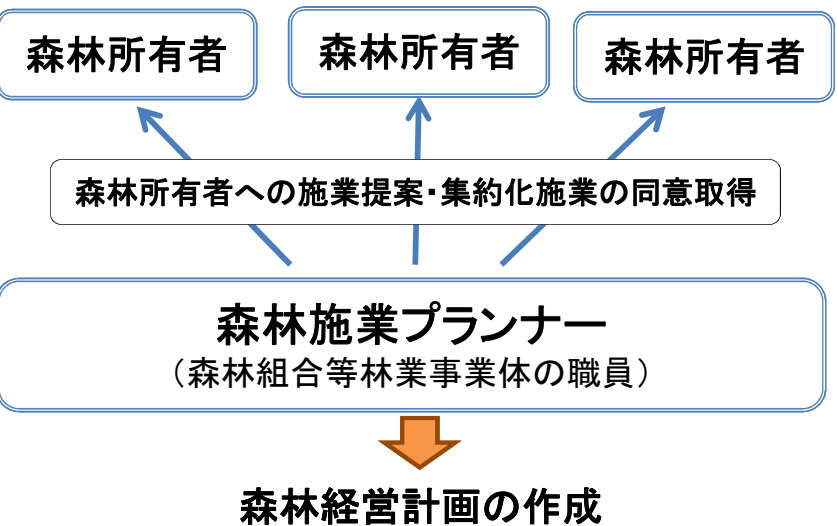 森林所有者
森林所有者
森林所有者
森林所有者への施業提案・集約化施業の同意取得
森林施業プランナー
（森林組合等林業事業体の職員）
森林経営計画の作成